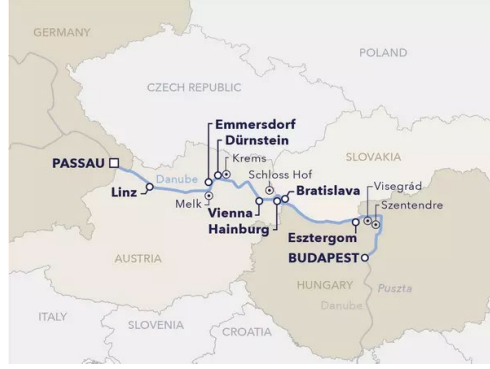 GERMANY
POLAND
CZECH REPUBLIC
Emmersdorf
Dürnstein
Krems
SLOVAKIA
PASSAU
Danube
Schloss Hof
Linz
Melk
Bratislava
Visegrád
Szentendre
Vienna
Hainburg
Esztergom
AUSTRIA
BUDAPEST
HUNGARY
Puszta
Danube
ITALY
SLOVENIA
CROATIA